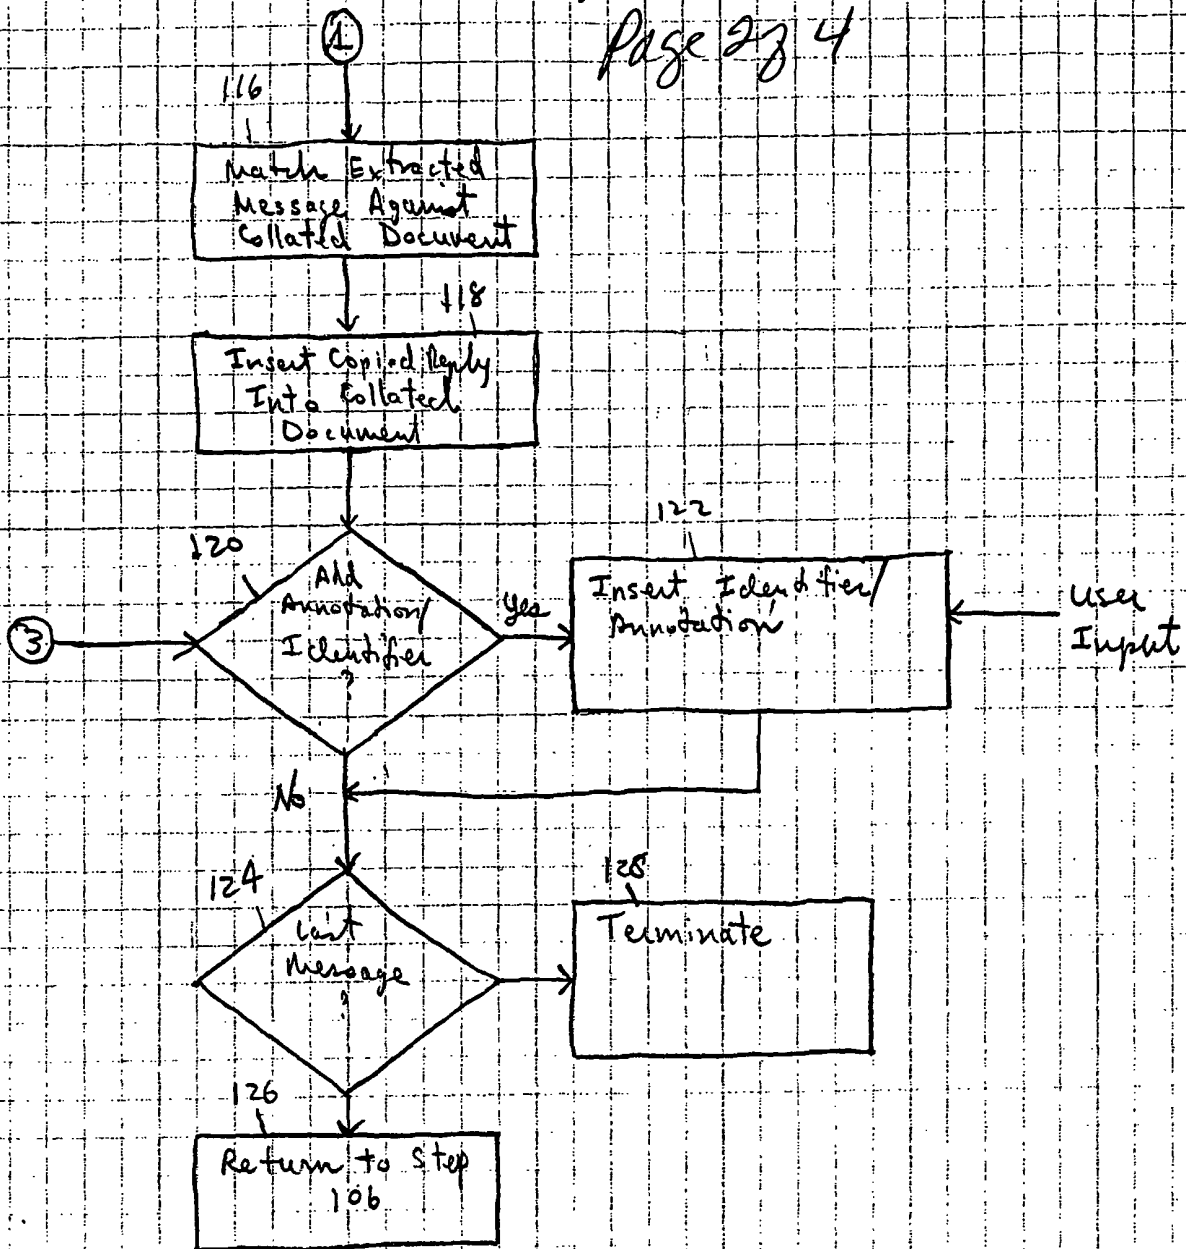 Page 2 of 4
1
116
Match Extracted
Message Against
Collated Document
118
Insert Copied Reply
Into Collated
Document
120
Add
Annotation/
Identifier
?
Yes
122
Insert Identifier/
Annotation
User
Input
3
No
124
Last
Message
?
128
Terminate
126
Return to Step
106